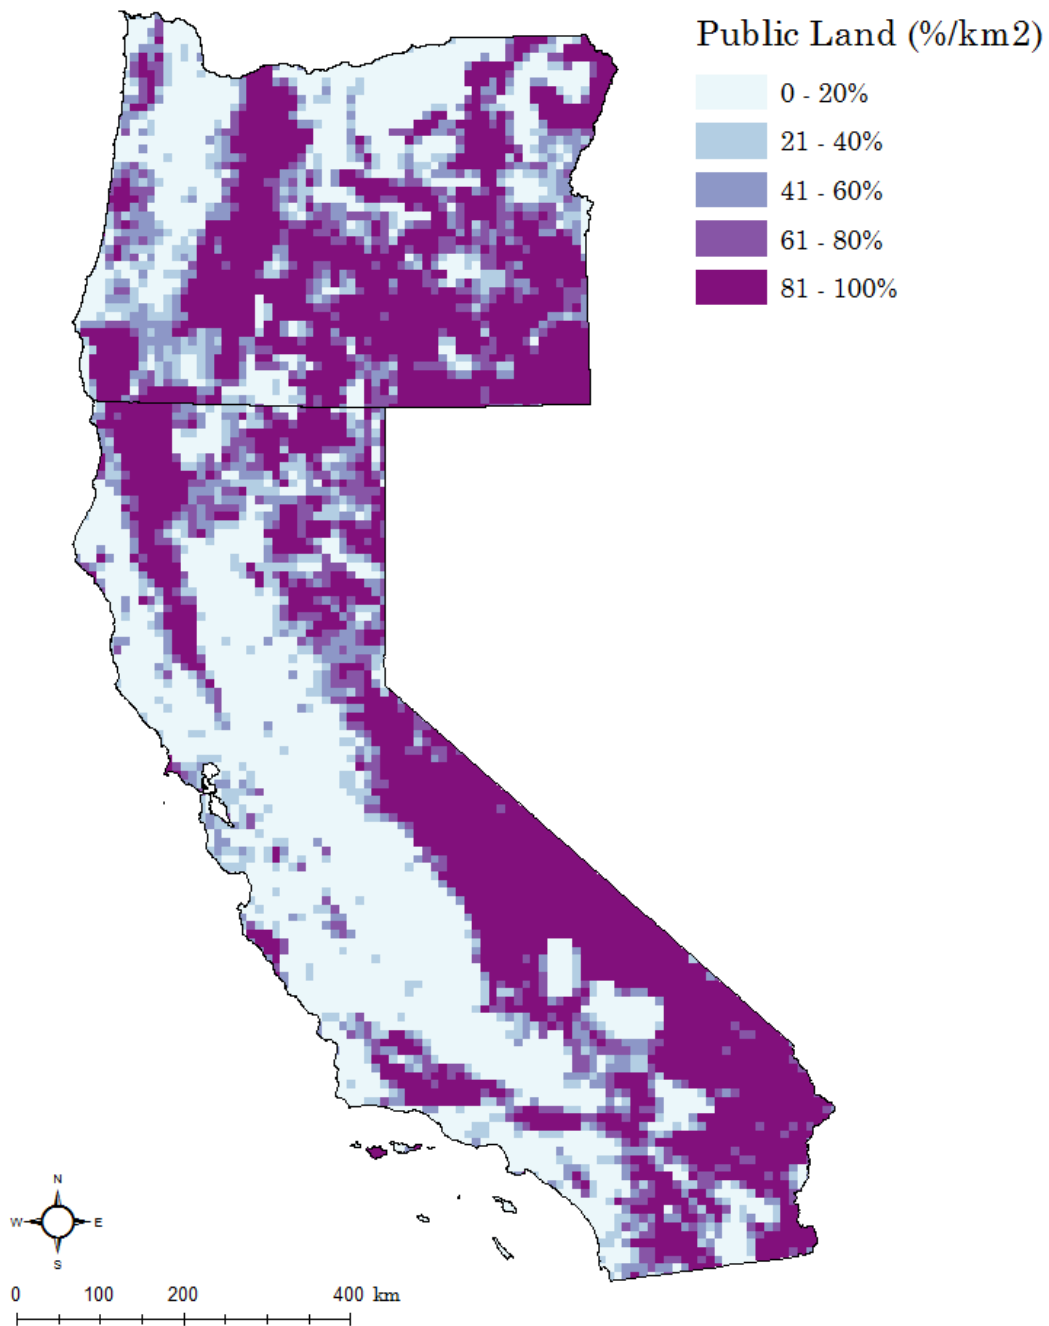 Public Land (%/km2)
0 - 20%
21 - 40%
41 - 60%
61 - 80%
81 - 100%
N
W E
S
0 100 200 400 km